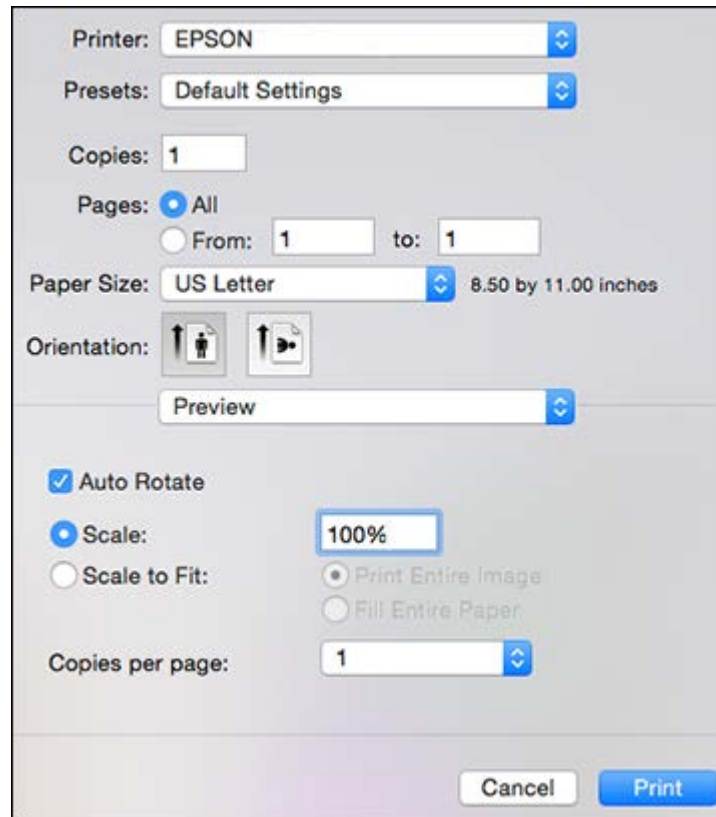 Printer: EPSON
Presets: Default Settings
Copies: 1
Pages: All
From: 1 to: 1
Paper Size: US Letter 8.50 by 11.00 inches
Orientation:
Preview
Auto Rotate
Scale: 100%
Scale to Fit: Print Entire Image
Fill Entire Paper
Copies per page: 1
Cancel Print